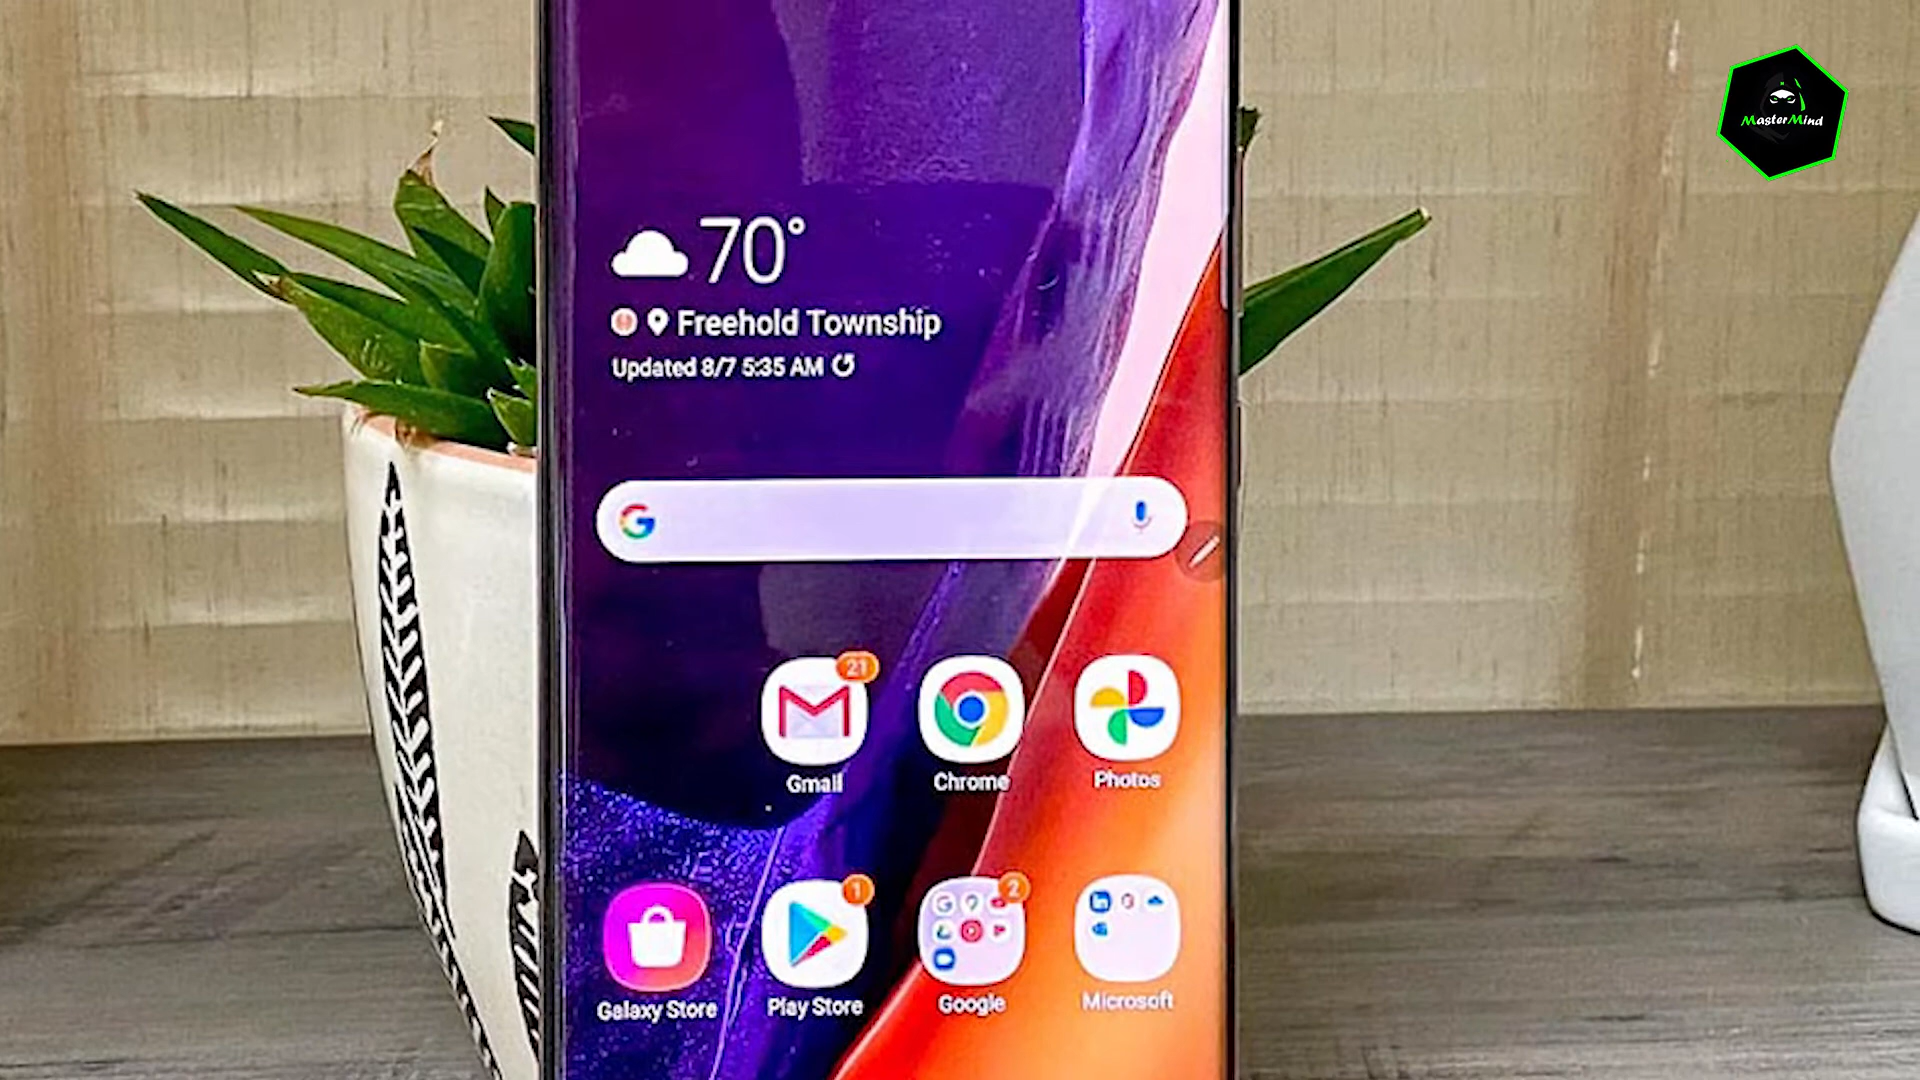 MasterMind
70°
Freehold Township
Updated 8/7 5:35 AM
21
Gmail
Chrome
Photos
1
2
Galaxy Store
Play Store
Google
Microsoft